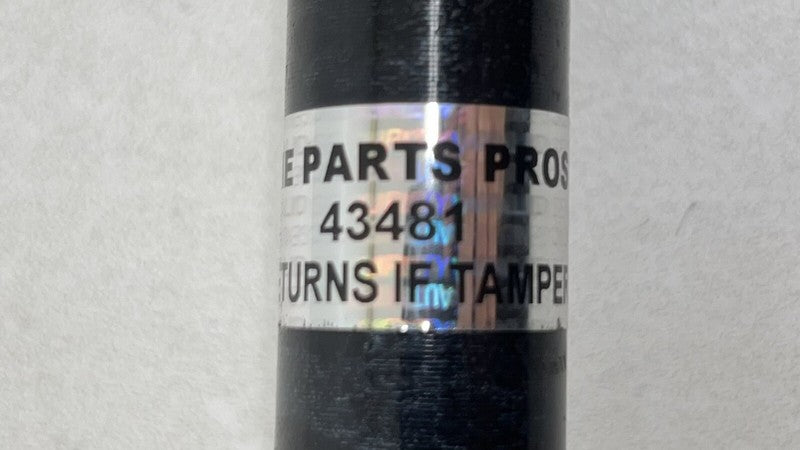 E PARTS PROS
43481
TURNS IF TAMPER